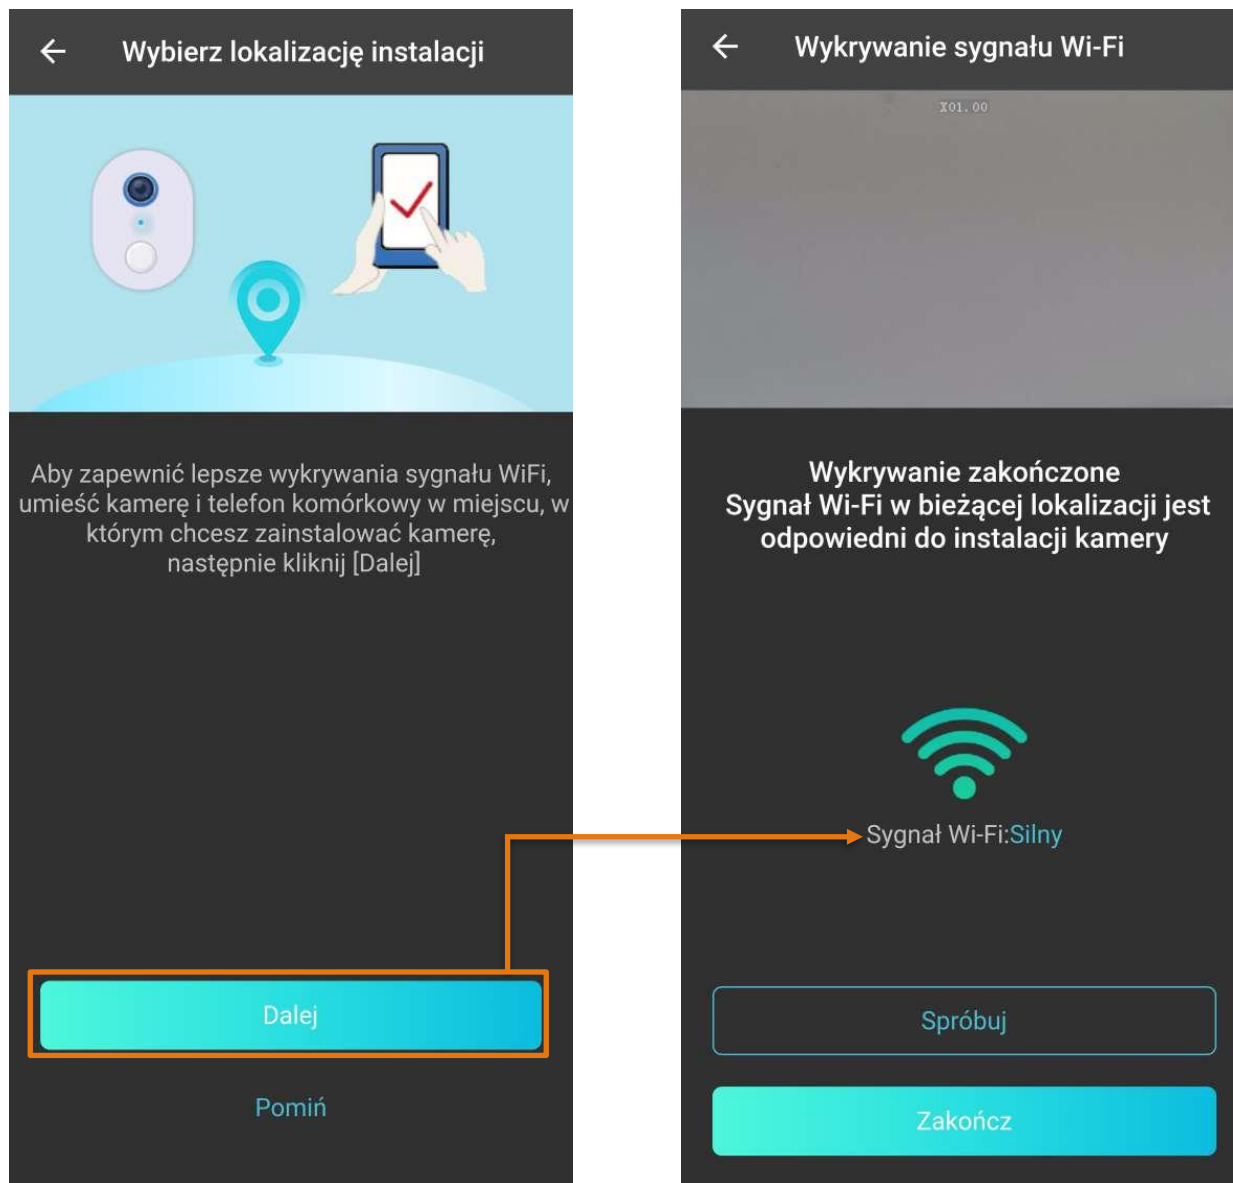 Wybierz lokalizację instalacji
Aby zapewnić lepsze wykrywania sygnału WiFi,
umieść kamerę i telefon komórkowy w miejscu, w
którym chcesz zainstalować kamerę,
następnie kliknij [Dalej]
Dalej
Pomiń
Wykrywanie sygnału Wi-Fi
X01.00
Wykrywanie zakończone
Sygnał Wi-Fi w bieżącej lokalizacji jest
odpowiedni do instalacji kamery
Sygnał Wi-Fi:Silny
Spróbuj
Zakończ